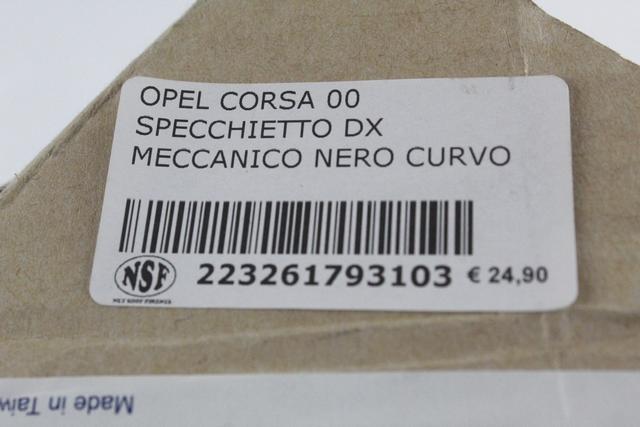 OPEL CORSA 00
SPECCHIETTO DX
MECCANICO NERO CURVO
NSF
223261793103 € 24,90
Made in Taiw